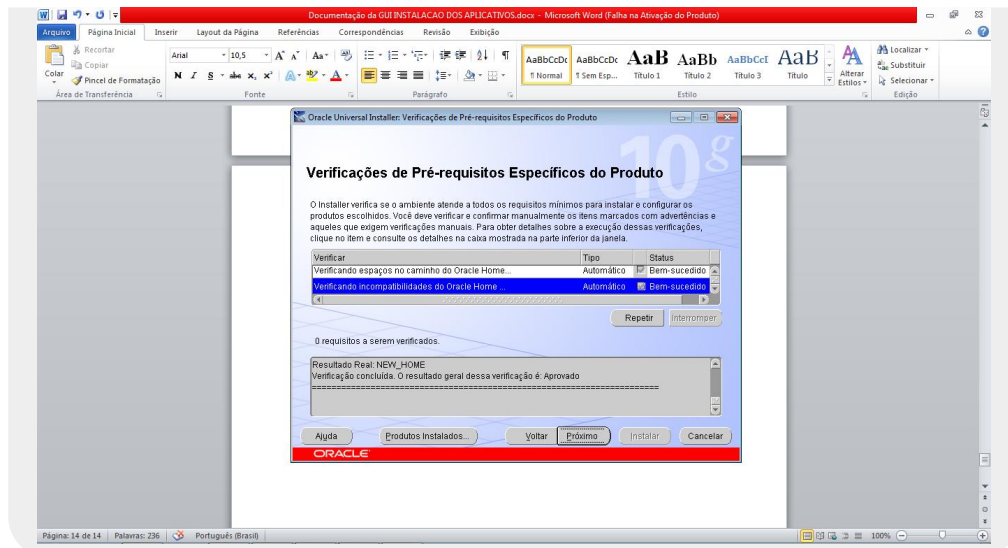 Documentação da GUI INSTALACAO DOS APLICATIVOS.docx - Microsoft Word (Falha na Ativação do Produto)
Arquivo Página Inicial Inserir Layout da Página Referências Correspondências Revisão Exibição
Colar
Recortar
Copiar
Pincel de Formatação
Área de Transferência
Arial 10,5
N I S abe x, x²
Fonte
Parágrafo
AaBbCcDc AaBbCcDc AaB AaBb AaBbCcI AaB
¶ Normal ¶ Sem Esp... Título 1 Título 2 Título 3 Título
Alterar
Estilos
Estilo
Localizar
Substituir
Selecionar
Edição
Oracle Universal Installer: Verificações de Pré-requisitos Específicos do Produto
10g
Verificações de Pré-requisitos Específicos do Produto
O Installer verifica se o ambiente atende a todos os requisitos mínimos para instalar e configurar os
produtos escolhidos. Você deve verificar e confirmar manualmente os itens marcados com advertências e
aqueles que exigem verificações manuais. Para obter detalhes sobre a execução dessas verificações,
clique no item e consulte os detalhes na caixa mostrada na parte inferior da janela.
Verificar Tipo Status
Verificando espaços no caminho do Oracle Home... Automático Bem-sucedido
Verificando incompatibilidades do Oracle Home ... Automático Bem-sucedido
Repetir Interromper
0 requisitos a serem verificados.
Resultado Real: NEW_HOME
Verificação concluída. O resultado geral dessa verificação é: Aprovado
Ajuda Produtos Instalados... Voltar Próximo Instalar Cancelar
ORACLE
Página: 14 de 14 Palavras: 236 Português (Brasil) 100%